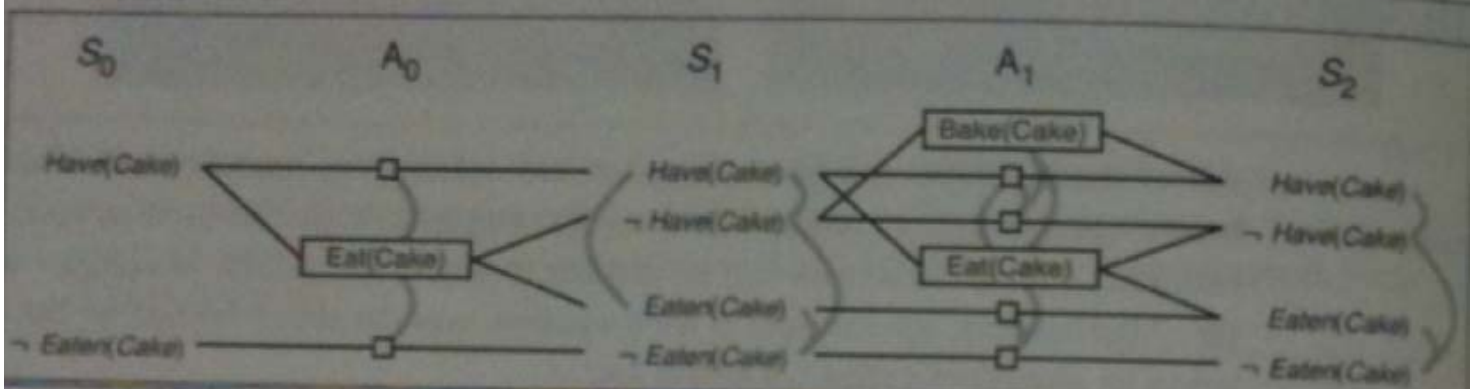 S0 A0 S1 A1 S2
Bake(Cake)
Have(Cake) Have(Cake) Have(Cake)
¬ Have(Cake) ¬ Have(Cake)
Eat(Cake) Eat(Cake)
Eaten(Cake) Eaten(Cake)
¬ Eaten(Cake) ¬ Eaten(Cake) ¬ Eaten(Cake)